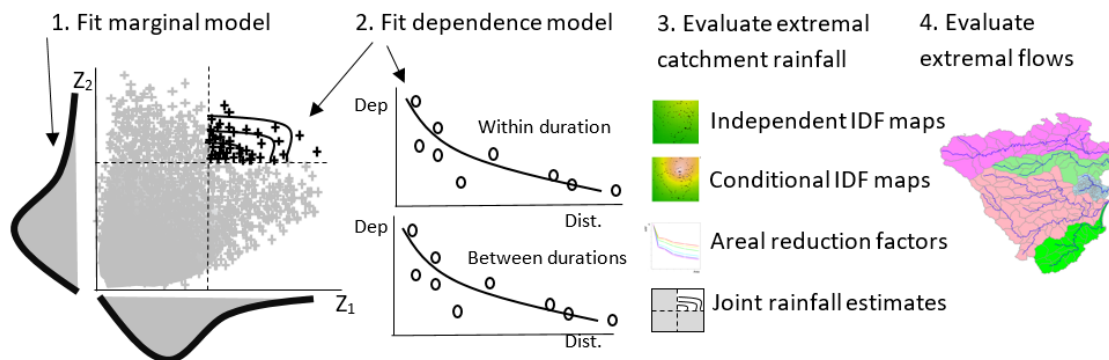 1. Fit marginal model
2. Fit dependence model
3. Evaluate extremal
catchment rainfall
4. Evaluate
extremal flows
Z2
Z1
Dep
Within duration
Dist.
Dep
Between durations
Dist.
Independent IDF maps
Conditional IDF maps
Areal reduction factors
Joint rainfall estimates